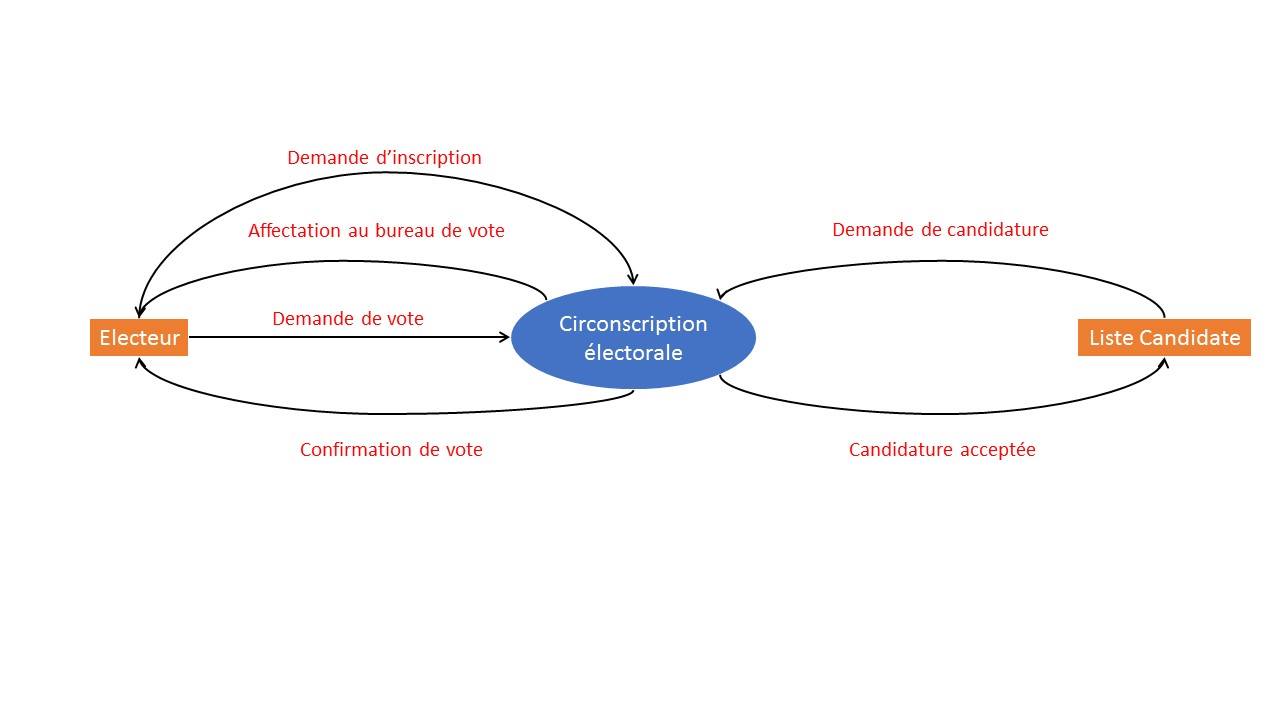 Demande d’inscription
Affectation au bureau de vote
Demande de candidature
Demande de vote
Electeur
Circonscription
électorale
Liste Candidate
Confirmation de vote
Candidature acceptée